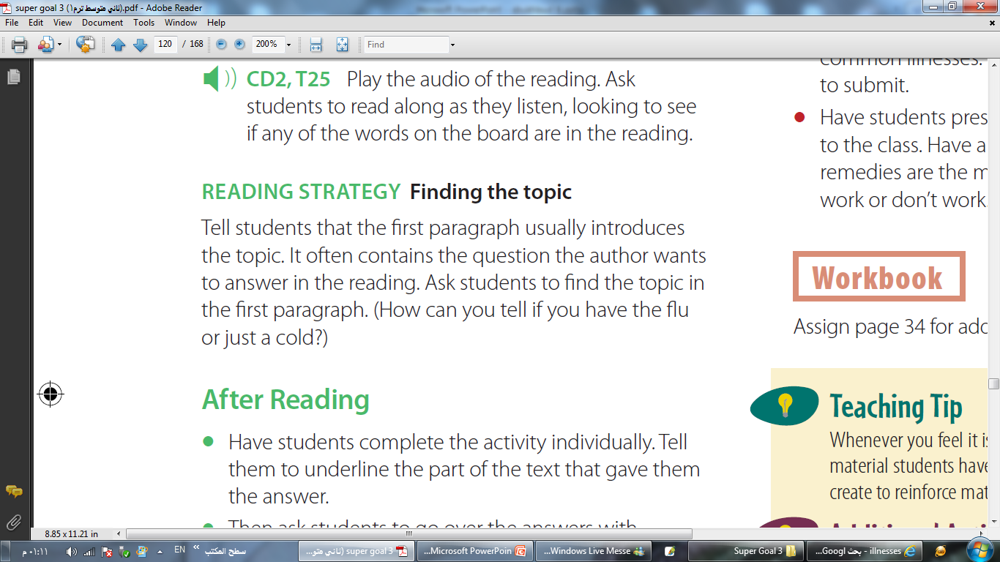 super goal 3 (ثاني متوسط ترم١).pdf - Adobe Reader
File Edit View Document Tools Window Help
120 / 168 200% Find
CD2, T25 Play the audio of the reading. Ask
students to read along as they listen, looking to see
if any of the words on the board are in the reading.
READING STRATEGY Finding the topic
Tell students that the first paragraph usually introduces
the topic. It often contains the question the author wants
to answer in the reading. Ask students to find the topic in
the first paragraph. (How can you tell if you have the flu
or just a cold?)
After Reading
Have students complete the activity individually. Tell
them to underline the part of the text that gave them
the answer.
Then ask students to go over the answers with
common illnesses.
to submit.
Have students pres
to the class. Have a
remedies are the m
work or don't work
Workbook
Assign page 34 for add
Teaching Tip
Whenever you feel it is
material students have
create to reinforce mat
Additional Acti
8.85 x 11.21 in
٠١:١١ م EN سطح المكتب «
...ثاني متو) super goal 3
...Microsoft PowerPoin
...Windows Live Messe
Super Goal 3
...Googl بحث - illnesses